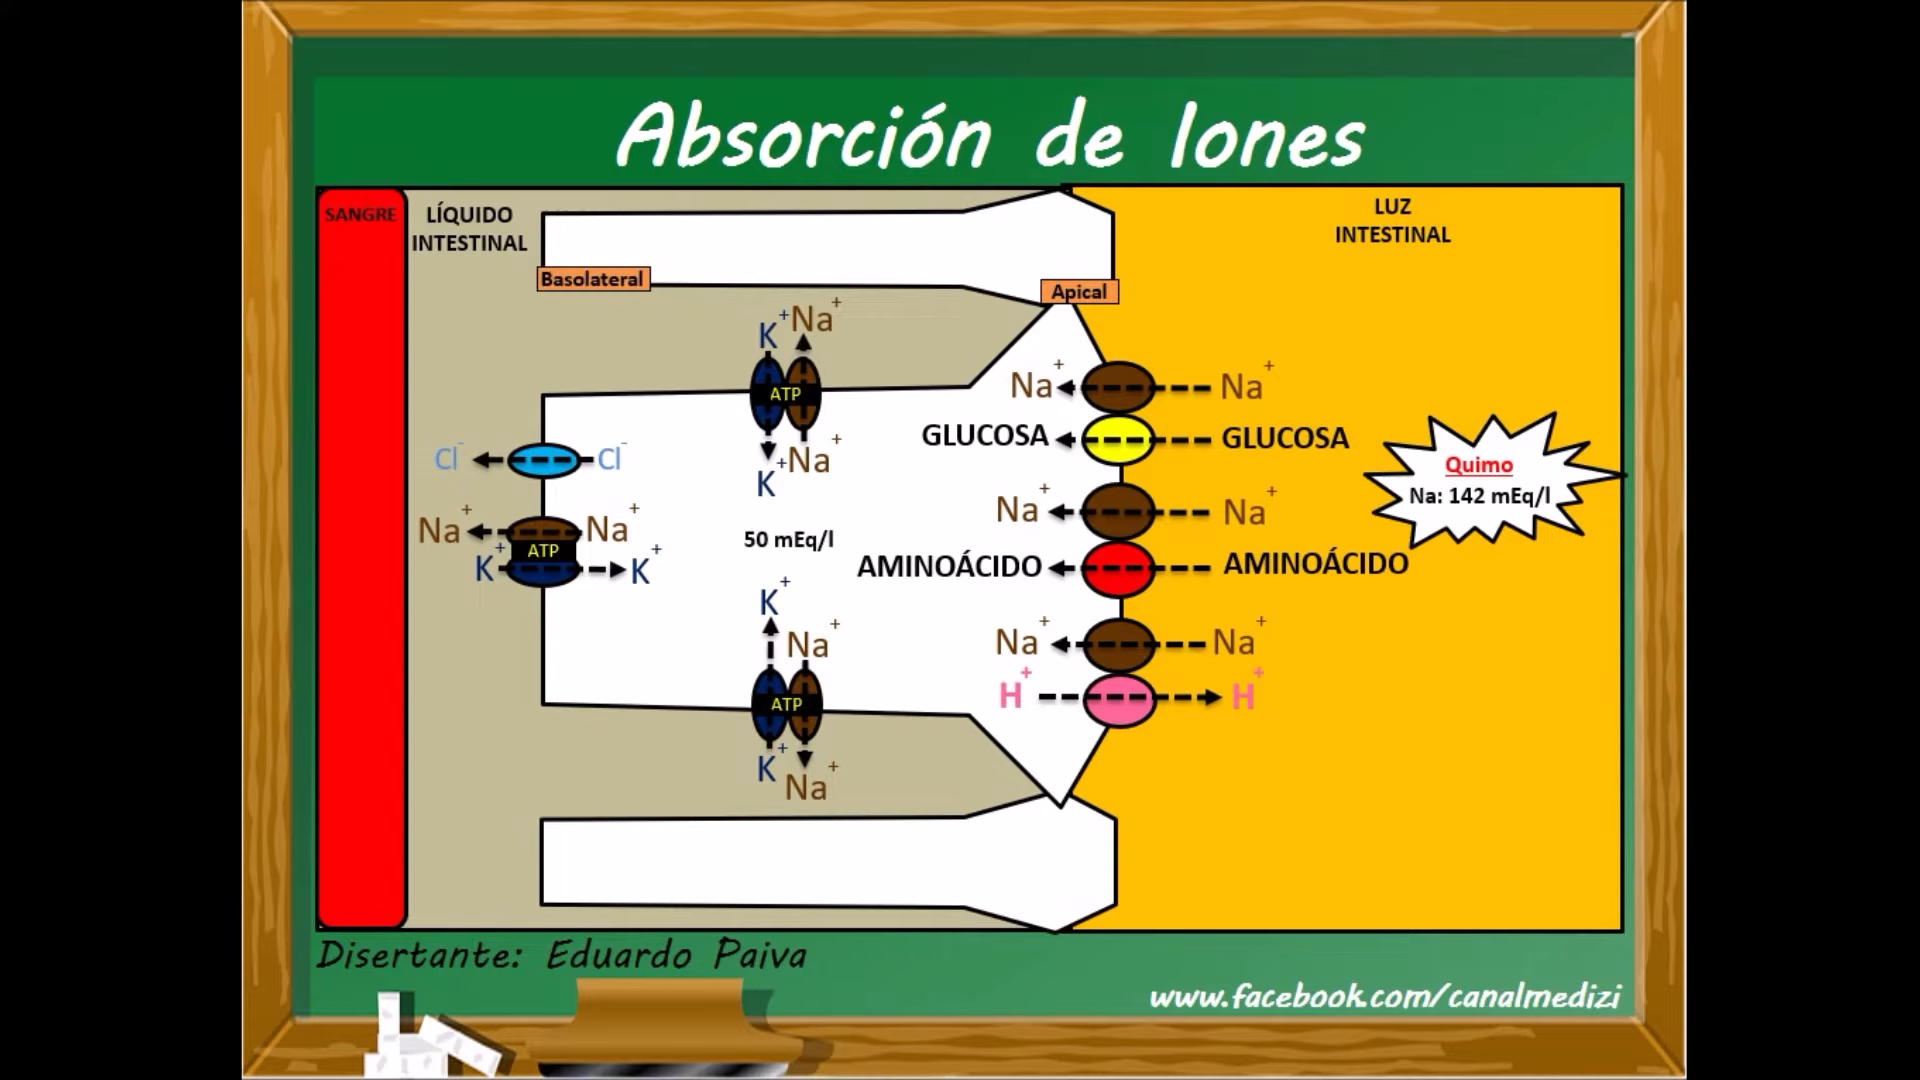 Absorción de Iones
SANGRE
LÍQUIDO
INTESTINAL
LUZ
INTESTINAL
Basolateral
Apical
K⁺ Na⁺
ATP
Na⁺
K⁺
Na⁺ Na⁺
GLUCOSA GLUCOSA
Cl⁻ Cl⁻
Quimo
Na: 142 mEq/l
Na⁺ Na⁺
ATP
K⁺ K⁺
Na⁺ Na⁺
50 mEq/l
AMINOÁCIDO AMINOÁCIDO
K⁺
Na⁺
ATP
K⁺
Na⁺
Na⁺ Na⁺
H⁺ H⁺
Disertante: Eduardo Paiva
www.facebook.com/canalmedizi